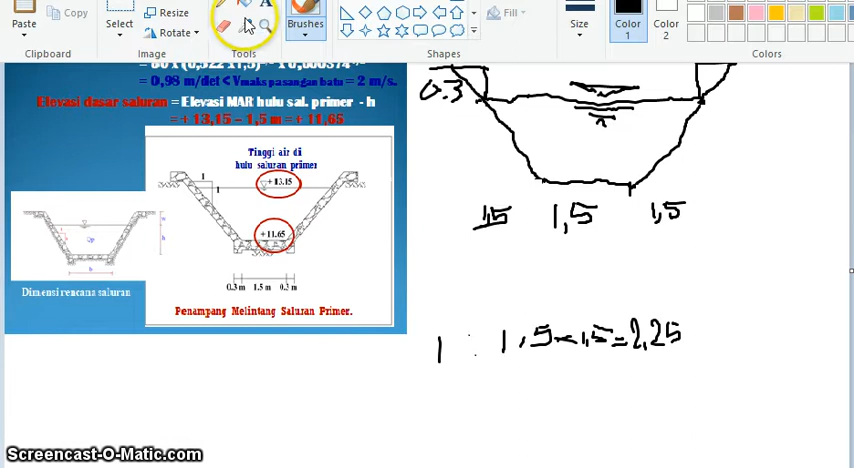 Paste
Select
Resize
Rotate
Brushes
Fill
Size
Color
1
Color
2
Clipboard
Image
Tools
Shapes
Colors
= 0,98 m/det < Vmaks pasangan batu = 2 m/s.
Elevasi dasar saluran = Elevasi MAR hulu sal. primer - h
= + 13,15 – 1,5 m = + 11,65
Tinggi air di
hulu saluran primer
1
1
+13.15
+11.65
0.3 m 1.5 m 0.3 m
Penampang Melintang Saluran Primer.
w
h
Qp
b
Dimensi rencana saluran
0.3
1,5 1,5 1,5
1 : 1,5 × 1,5 = 2,25
Screencast-O-Matic.com